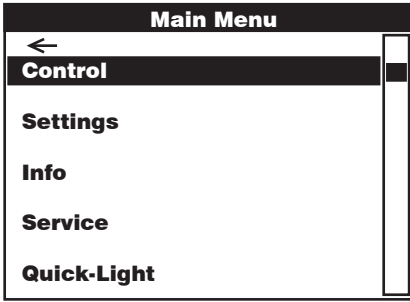 Main Menu
←
Control
Settings
Info
Service
Quick-Light